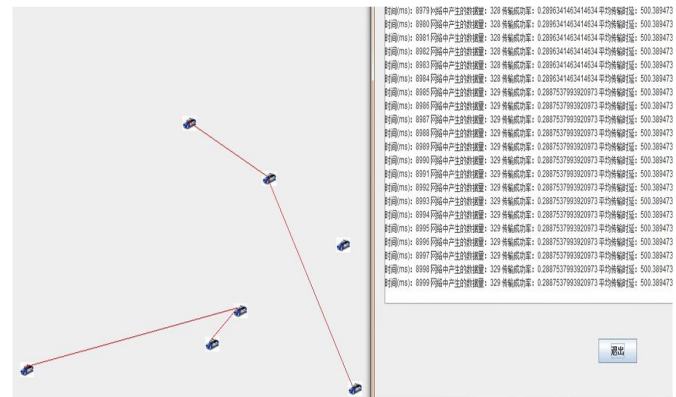 时间(ms)：8979 网络中产生的数据量：328 传输成功率：0.2896341463414634 平均传输时延：500.389473
时间(ms)：8980 网络中产生的数据量：328 传输成功率：0.2896341463414634 平均传输时延：500.389473
时间(ms)：8981 网络中产生的数据量：328 传输成功率：0.2896341463414634 平均传输时延：500.389473
时间(ms)：8982 网络中产生的数据量：328 传输成功率：0.2896341463414634 平均传输时延：500.389473
时间(ms)：8983 网络中产生的数据量：328 传输成功率：0.2896341463414634 平均传输时延：500.389473
时间(ms)：8984 网络中产生的数据量：328 传输成功率：0.2896341463414634 平均传输时延：500.389473
时间(ms)：8985 网络中产生的数据量：329 传输成功率：0.2887537993920973 平均传输时延：500.389473
时间(ms)：8986 网络中产生的数据量：329 传输成功率：0.2887537993920973 平均传输时延：500.389473
时间(ms)：8987 网络中产生的数据量：329 传输成功率：0.2887537993920973 平均传输时延：500.389473
时间(ms)：8988 网络中产生的数据量：329 传输成功率：0.2887537993920973 平均传输时延：500.389473
时间(ms)：8989 网络中产生的数据量：329 传输成功率：0.2887537993920973 平均传输时延：500.389473
时间(ms)：8990 网络中产生的数据量：329 传输成功率：0.2887537993920973 平均传输时延：500.389473
时间(ms)：8991 网络中产生的数据量：329 传输成功率：0.2887537993920973 平均传输时延：500.389473
时间(ms)：8992 网络中产生的数据量：329 传输成功率：0.2887537993920973 平均传输时延：500.389473
时间(ms)：8993 网络中产生的数据量：329 传输成功率：0.2887537993920973 平均传输时延：500.389473
时间(ms)：8994 网络中产生的数据量：329 传输成功率：0.2887537993920973 平均传输时延：500.389473
时间(ms)：8995 网络中产生的数据量：329 传输成功率：0.2887537993920973 平均传输时延：500.389473
时间(ms)：8996 网络中产生的数据量：329 传输成功率：0.2887537993920973 平均传输时延：500.389473
时间(ms)：8997 网络中产生的数据量：329 传输成功率：0.2887537993920973 平均传输时延：500.389473
时间(ms)：8998 网络中产生的数据量：329 传输成功率：0.2887537993920973 平均传输时延：500.389473
时间(ms)：8999 网络中产生的数据量：329 传输成功率：0.2887537993920973 平均传输时延：500.389473
退出